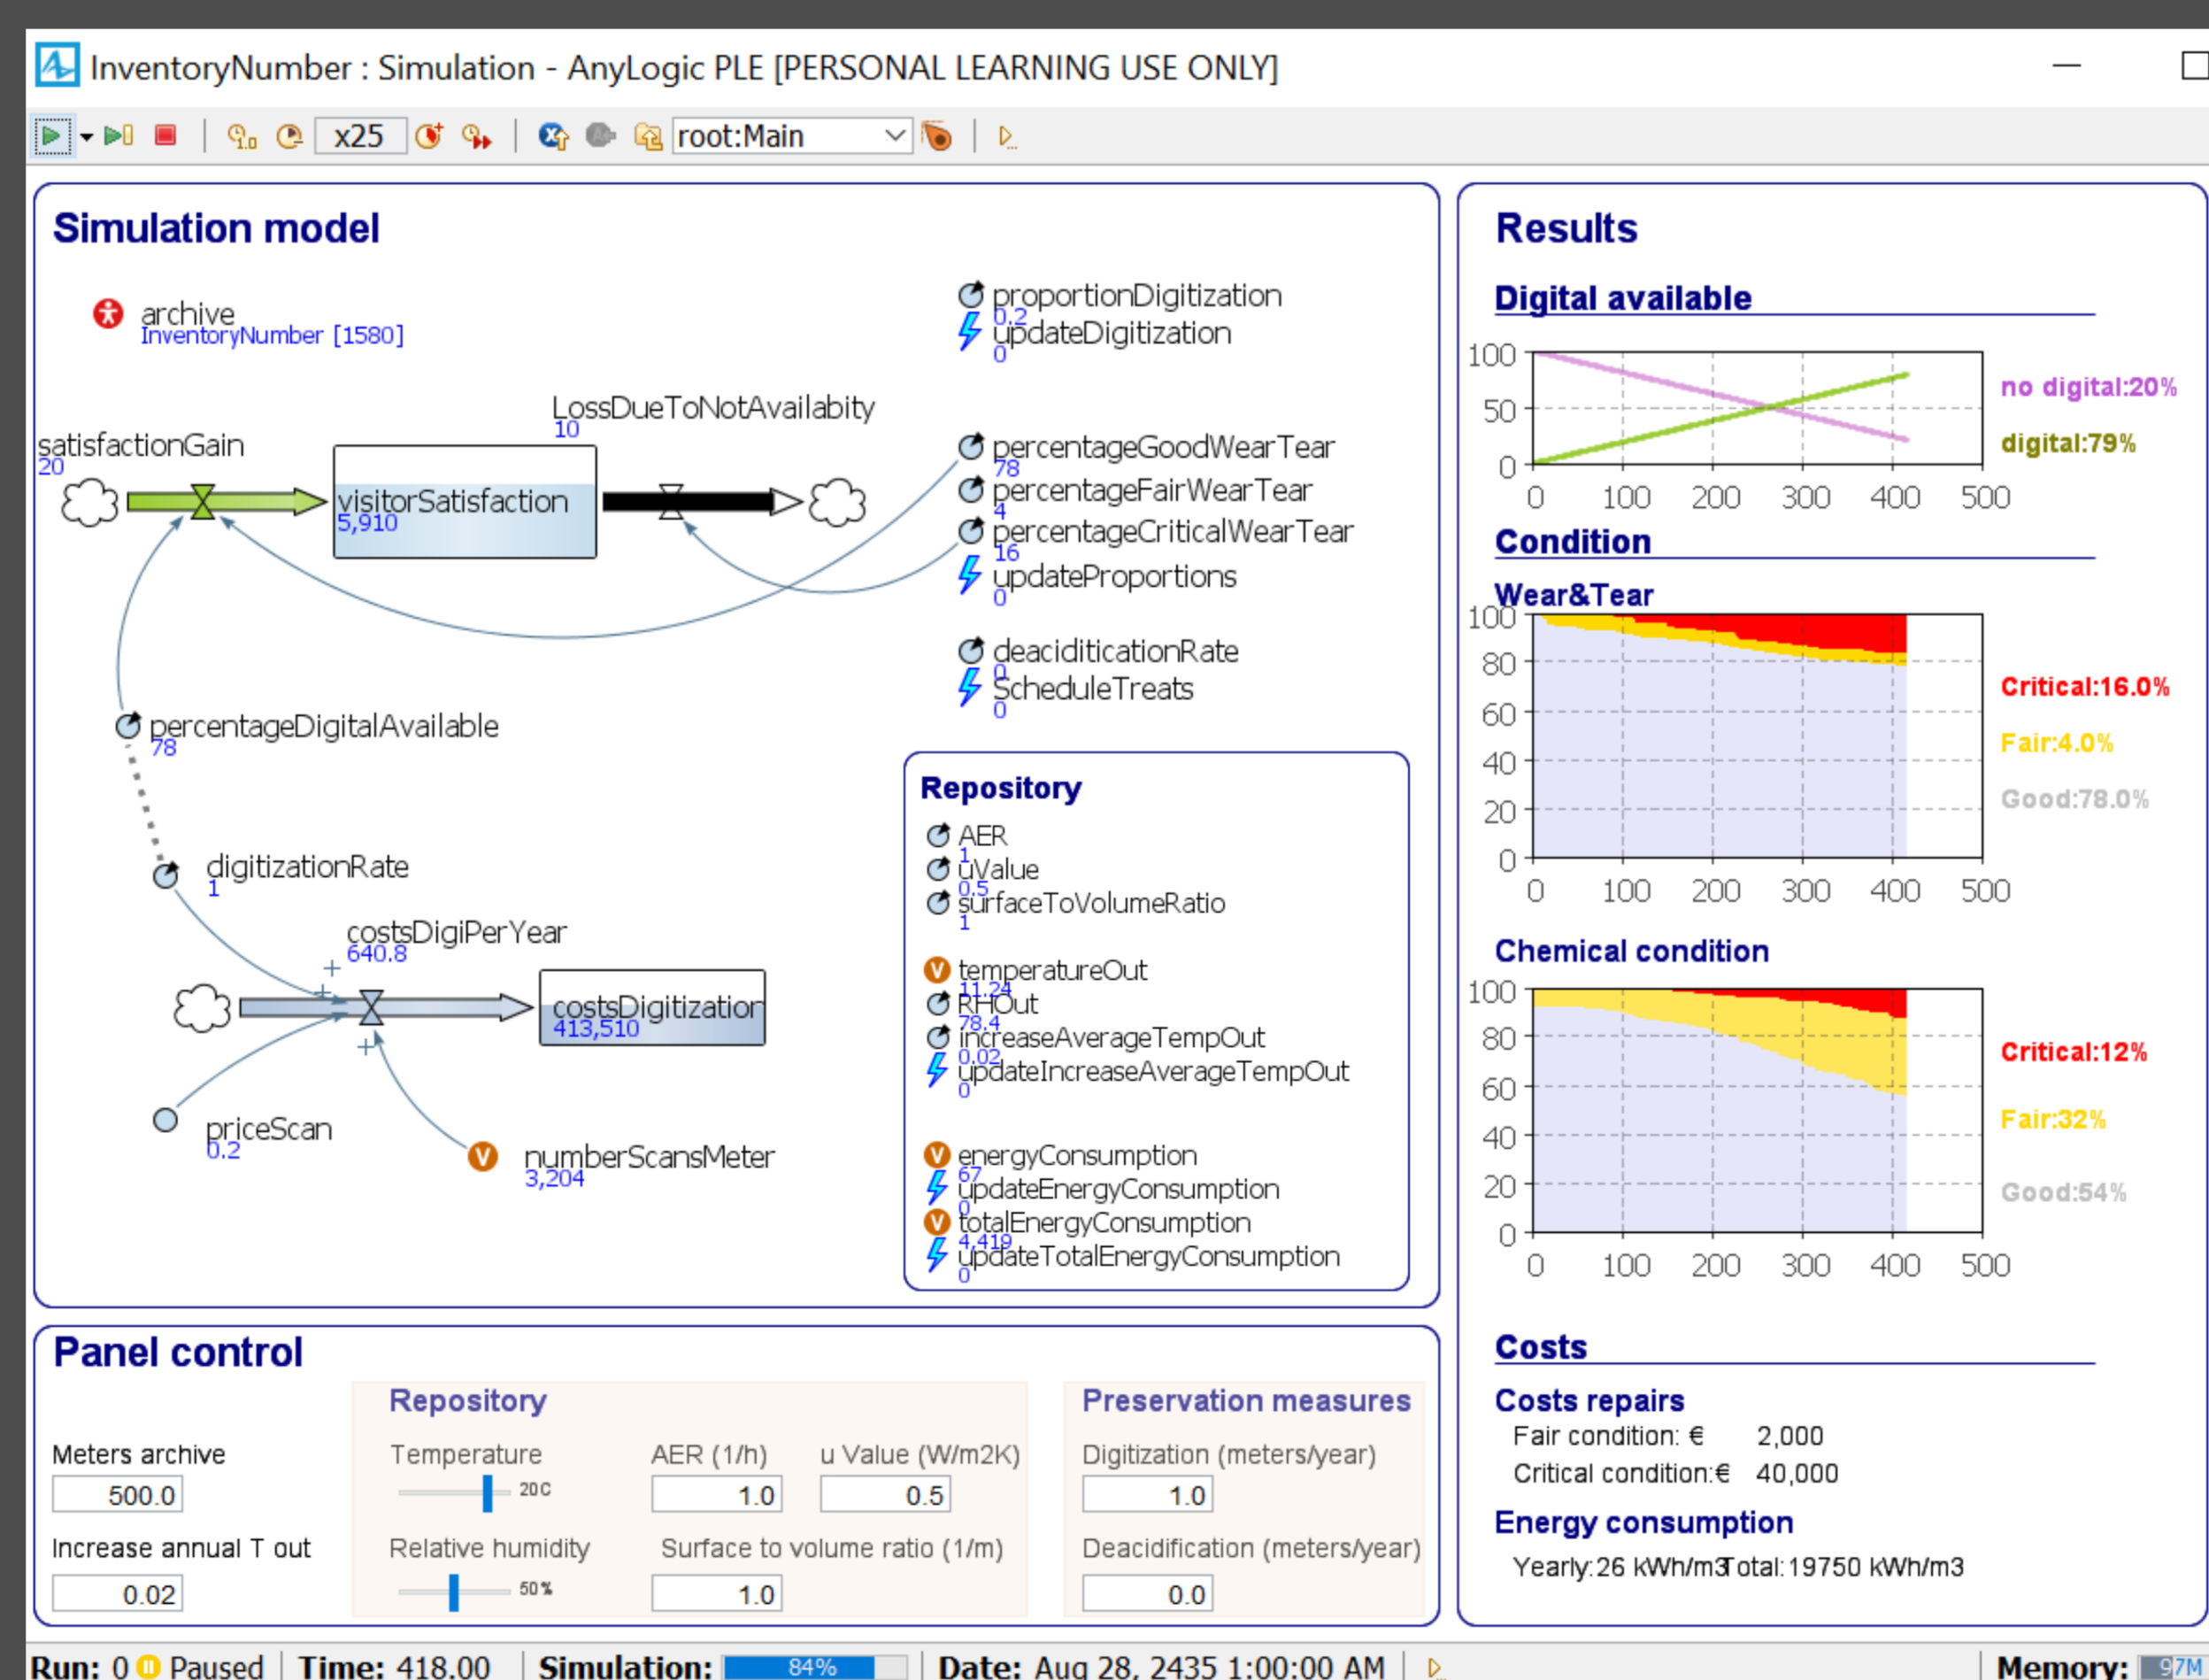 InventoryNumber : Simulation - AnyLogic PLE [PERSONAL LEARNING USE ONLY]
x25
root:Main
Simulation model
archive
InventoryNumber [1580]
proportionDigitization
0.2
updateDigitization
0
LossDueToNotAvailabity
10
satisfactionGain
20
visitorSatisfaction
5,910
percentageGoodWearTear
78
percentageFairWearTear
4
percentageCriticalWearTear
16
updateProportions
0
deaciditicationRate
0
ScheduleTreats
0
percentageDigitalAvailable
78
digitizationRate
1
costsDigiPerYear
640.8
costsDigitization
413,510
priceScan
0.2
numberScansMeter
3,204
Repository
AER
1
uValue
0.5
surfaceToVolumeRatio
1
temperatureOut
11.24
RHOut
78.4
increaseAverageTempOut
0.02
updateIncreaseAverageTempOut
0
energyConsumption
67
updateEnergyConsumption
0
totalEnergyConsumption
4,419
updateTotalEnergyConsumption
0
Results
Digital available
100
50
0
0 100 200 300 400 500
no digital:20%
digital:79%
Condition
Wear&Tear
100
80
60
40
20
0
0 100 200 300 400 500
Critical:16.0%
Fair:4.0%
Good:78.0%
Chemical condition
100
80
60
40
20
0
0 100 200 300 400 500
Critical:12%
Fair:32%
Good:54%
Costs
Costs repairs
Fair condition: € 2,000
Critical condition:€ 40,000
Energy consumption
Yearly:26 kWh/m3 Total:19750 kWh/m3
Panel control
Meters archive
500.0
Increase annual T out
0.02
Repository
Temperature
20C
AER (1/h)
1.0
u Value (W/m2K)
0.5
Relative humidity
50%
Surface to volume ratio (1/m)
1.0
Preservation measures
Digitization (meters/year)
1.0
Deacidification (meters/year)
0.0
Run: 0 Paused Time: 418.00 Simulation: 84% Date: Aug 28, 2435 1:00:00 AM Memory: 97M